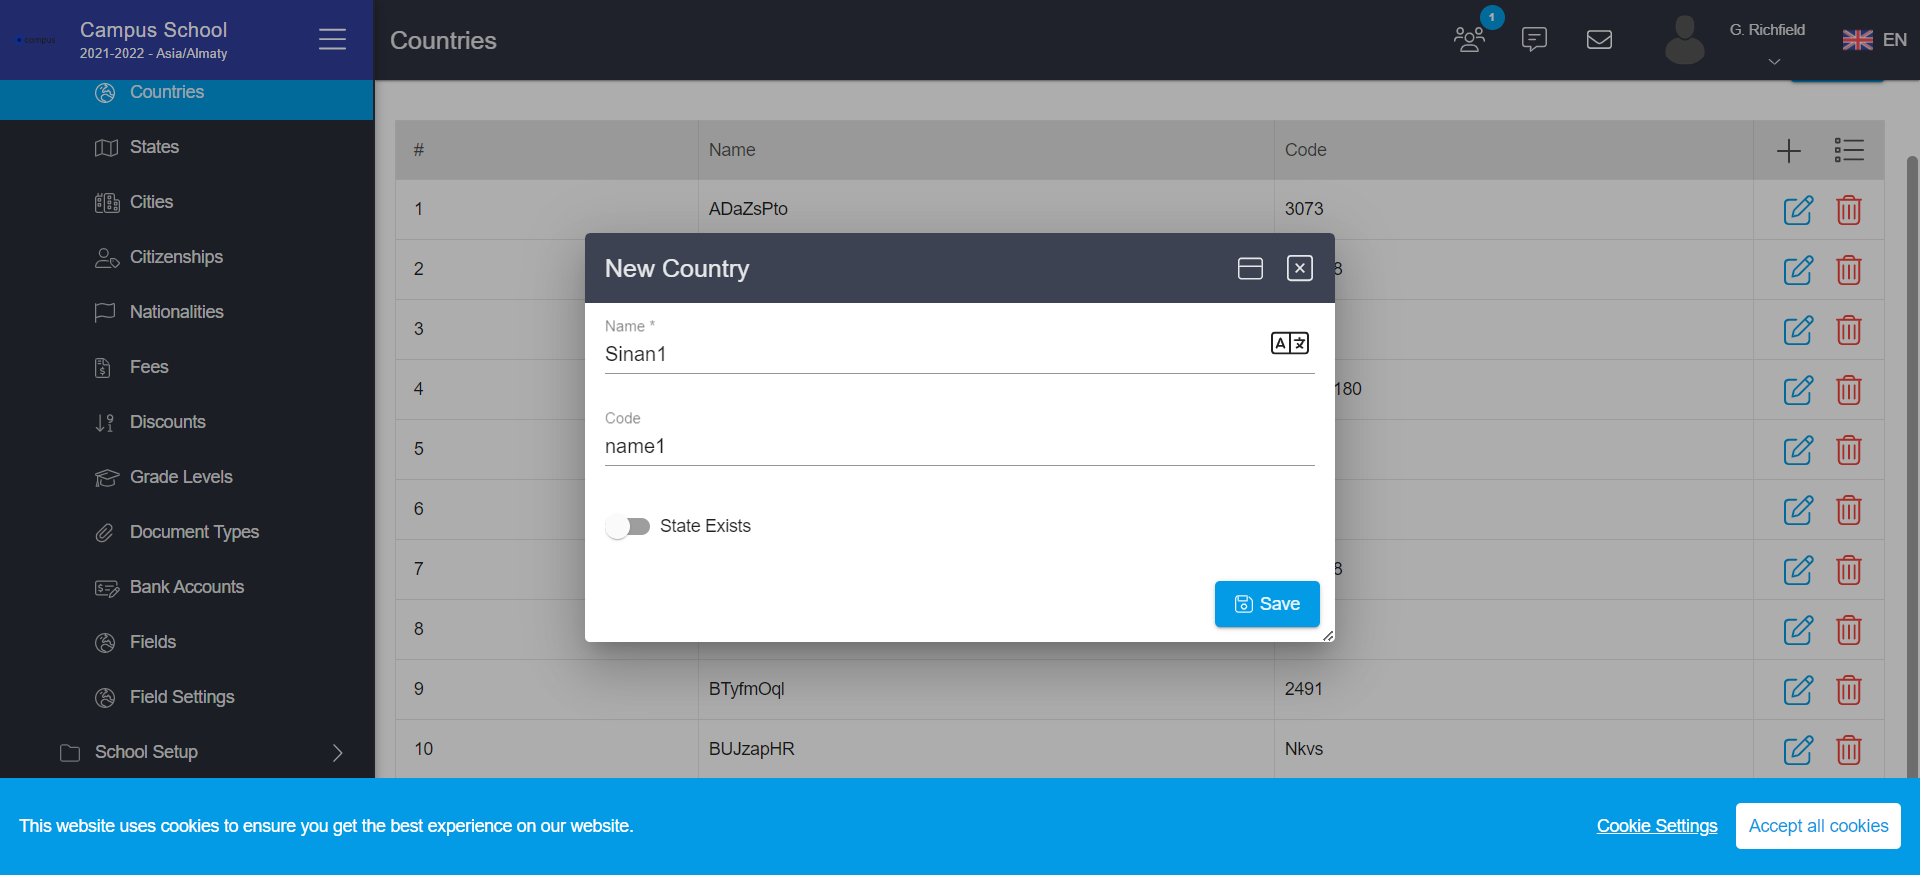 campus
Campus School
2021-2022 - Asia/Almaty
Countries
1
G. Richfield
EN
Countries
States
Cities
Citizenships
Nationalities
Fees
Discounts
Grade Levels
Document Types
Bank Accounts
Fields
Field Settings
School Setup
# Name Code
1 ADaZsPto 3073
2 8
3
4 180
5
6
7 8
8
9 BTyfmOql 2491
10 BUJzapHR Nkvs
New Country
Name *
Sinan1
Code
name1
State Exists
Save
This website uses cookies to ensure you get the best experience on our website.
Cookie Settings
Accept all cookies